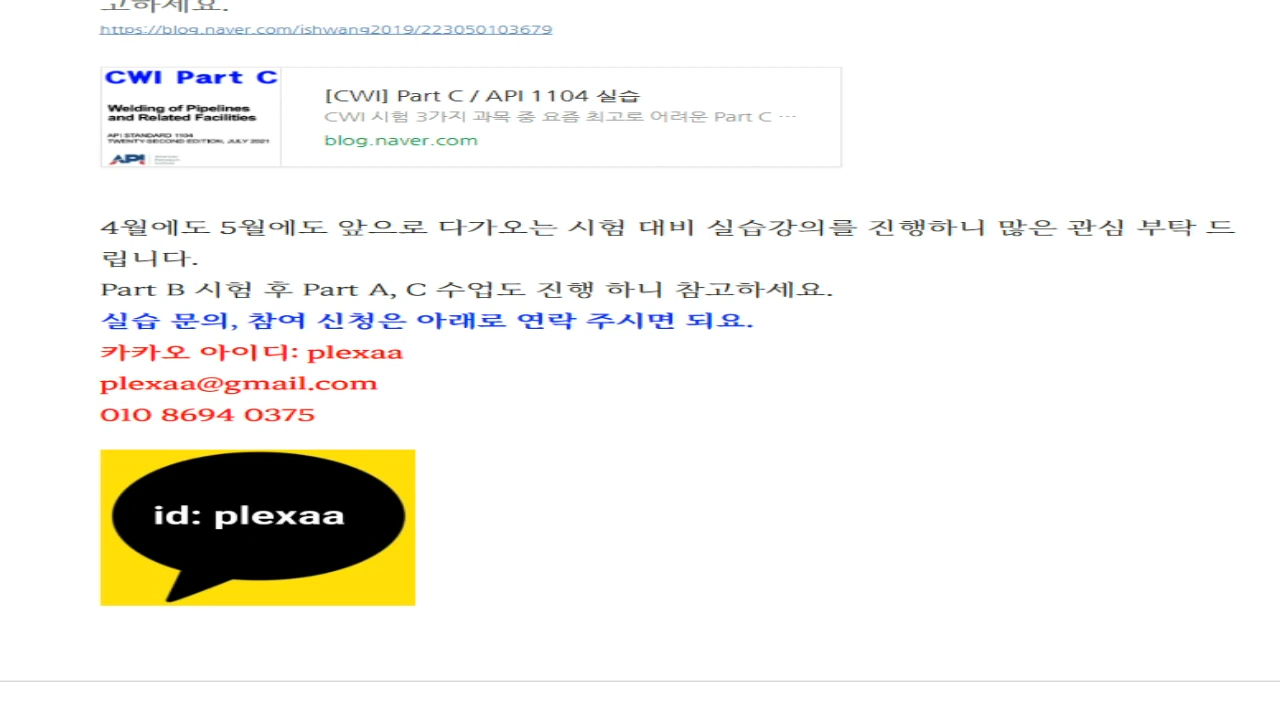 고하세요.
https://blog.naver.com/ishwang2019/223050103679
CWI Part C
Welding of Pipelines
and Related Facilities
API STANDARD 1104
TWENTY-SECOND EDITION, JULY 2021
API
[CWI] Part C / API 1104 실습
CWI 시험 3가지 과목 중 요즘 최고로 어려운 Part C ...
blog.naver.com
4월에도 5월에도 앞으로 다가오는 시험 대비 실습강의를 진행하니 많은 관심 부탁 드
립니다.
Part B 시험 후 Part A, C 수업도 진행 하니 참고하세요.
실습 문의, 참여 신청은 아래로 연락 주시면 되요.
카카오 아이디: plexaa
plexaa@gmail.com
010 8694 0375
id: plexaa